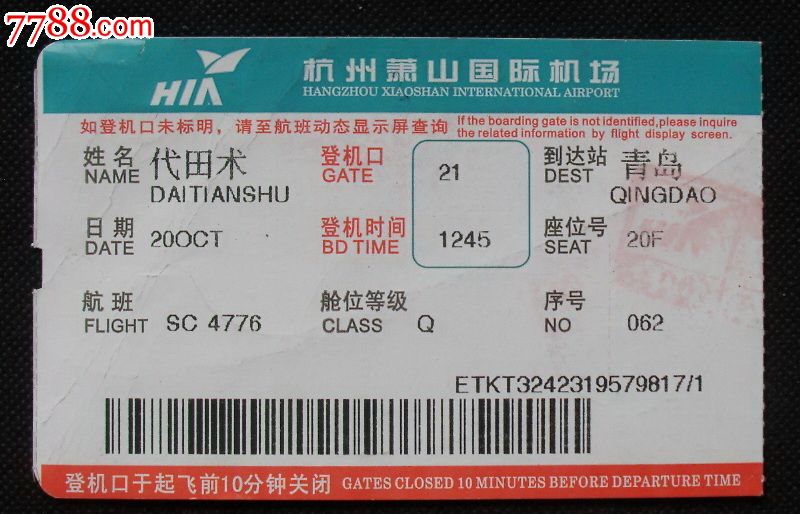 7788.com
HIA
杭州萧山国际机场
HANGZHOU XIAOSHAN INTERNATIONAL AIRPORT
如登机口未标明，请至航班动态显示屏查询
If the boarding gate is not identified,please inquire
the related information by flight display screen.
姓名 代田术 登机口 21 到达站 青岛
NAME DAITIANSHU GATE DEST QINGDAO
日期 20OCT 登机时间 1245 座位号 20F
DATE BD TIME SEAT
航班 SC 4776 舱位等级 Q 序号 062
FLIGHT CLASS NO
ETKT3242319579817/1
登机口于起飞前10分钟关闭 GATES CLOSED 10 MINUTES BEFORE DEPARTURE TIME